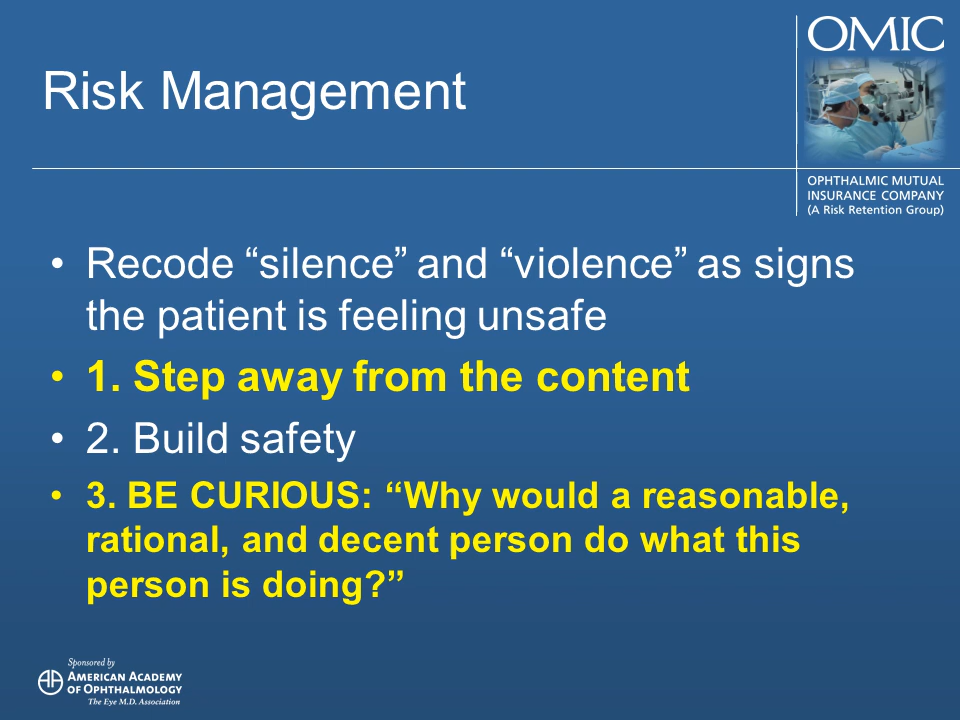 OMIC
Risk Management
OPHTHALMIC MUTUAL
INSURANCE COMPANY
(A Risk Retention Group)
• Recode “silence” and “violence” as signs
the patient is feeling unsafe
• 1. Step away from the content
• 2. Build safety
• 3. BE CURIOUS: “Why would a reasonable,
rational, and decent person do what this
person is doing?”
Sponsored by
AMERICAN ACADEMY
OF OPHTHALMOLOGY
The Eye M.D. Association